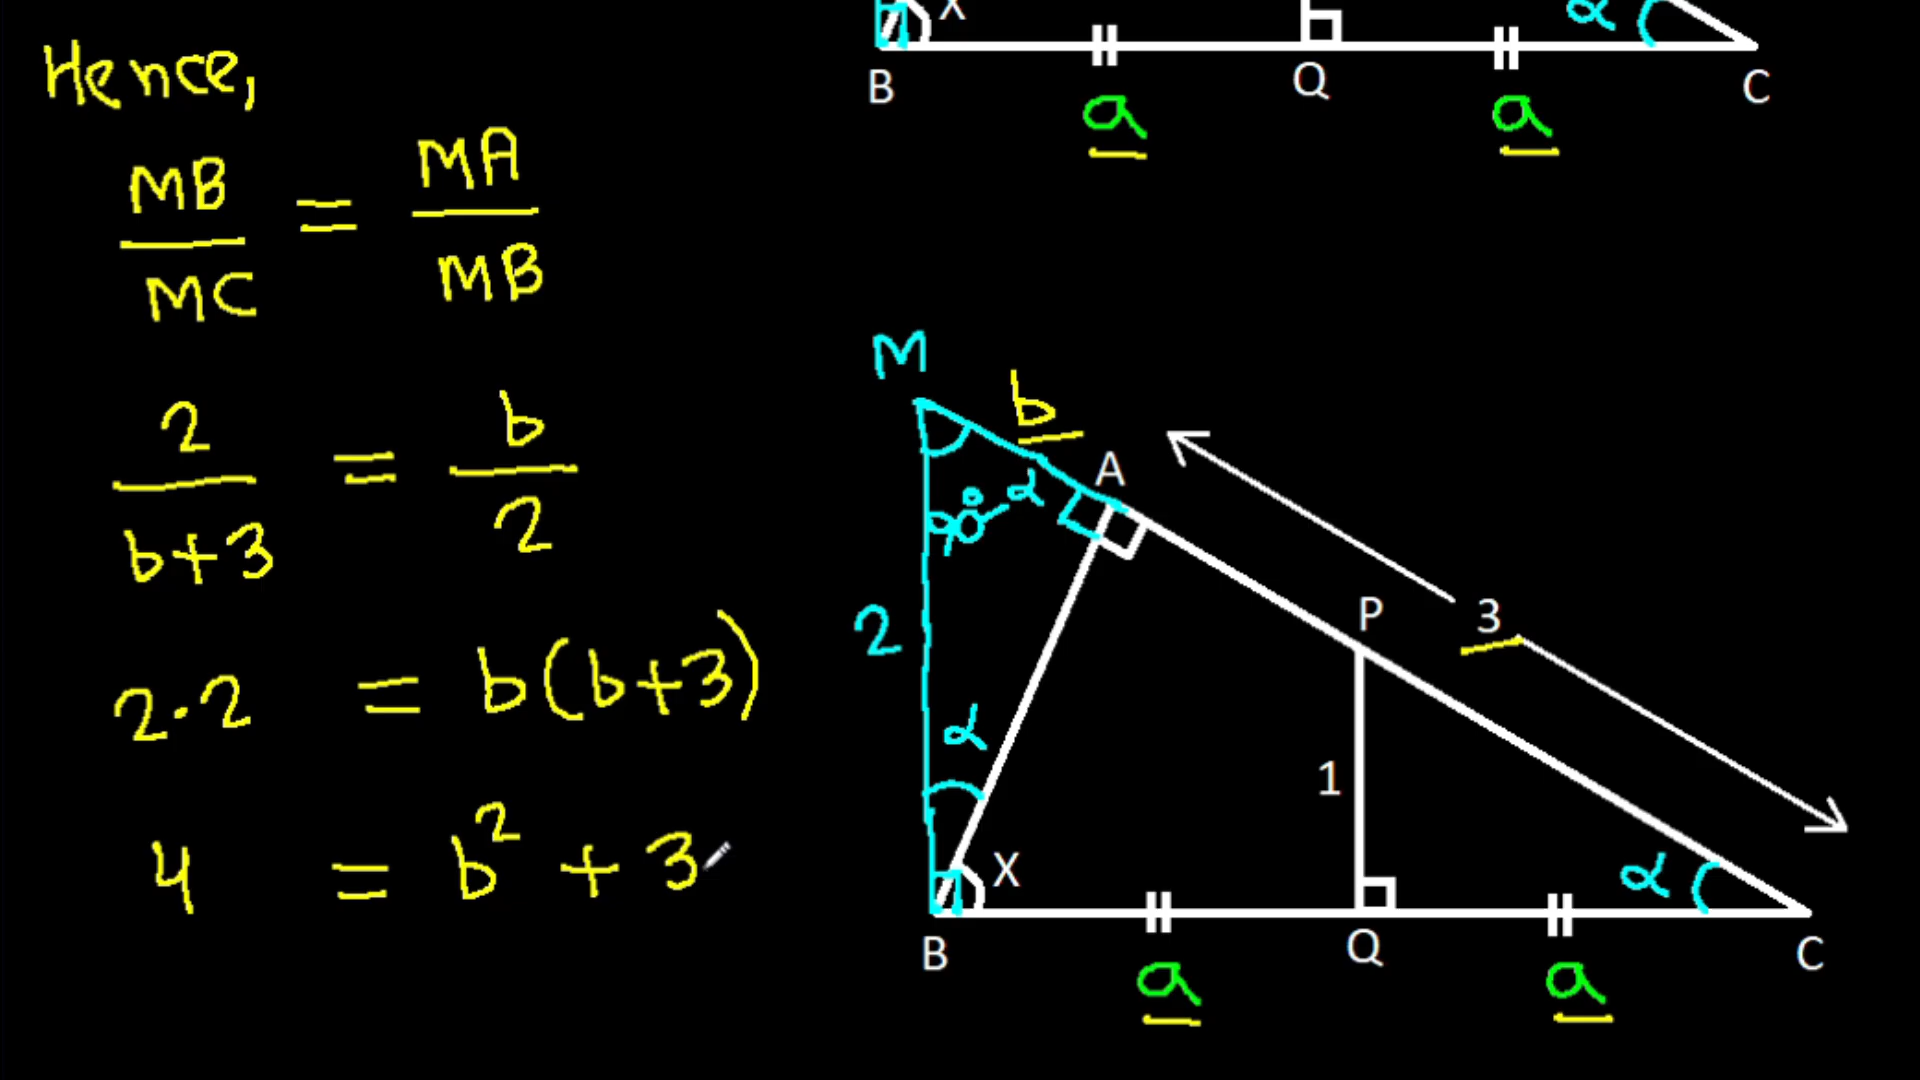 Hence,
MB/MC = MA/MB
2/b+3 = b/2
2·2 = b(b+3)
4 = b² + 3
X
α
B
Q
C
a
a
M
b
A
90°-α
3
P
2
α
1
X
α
B
Q
C
a
a